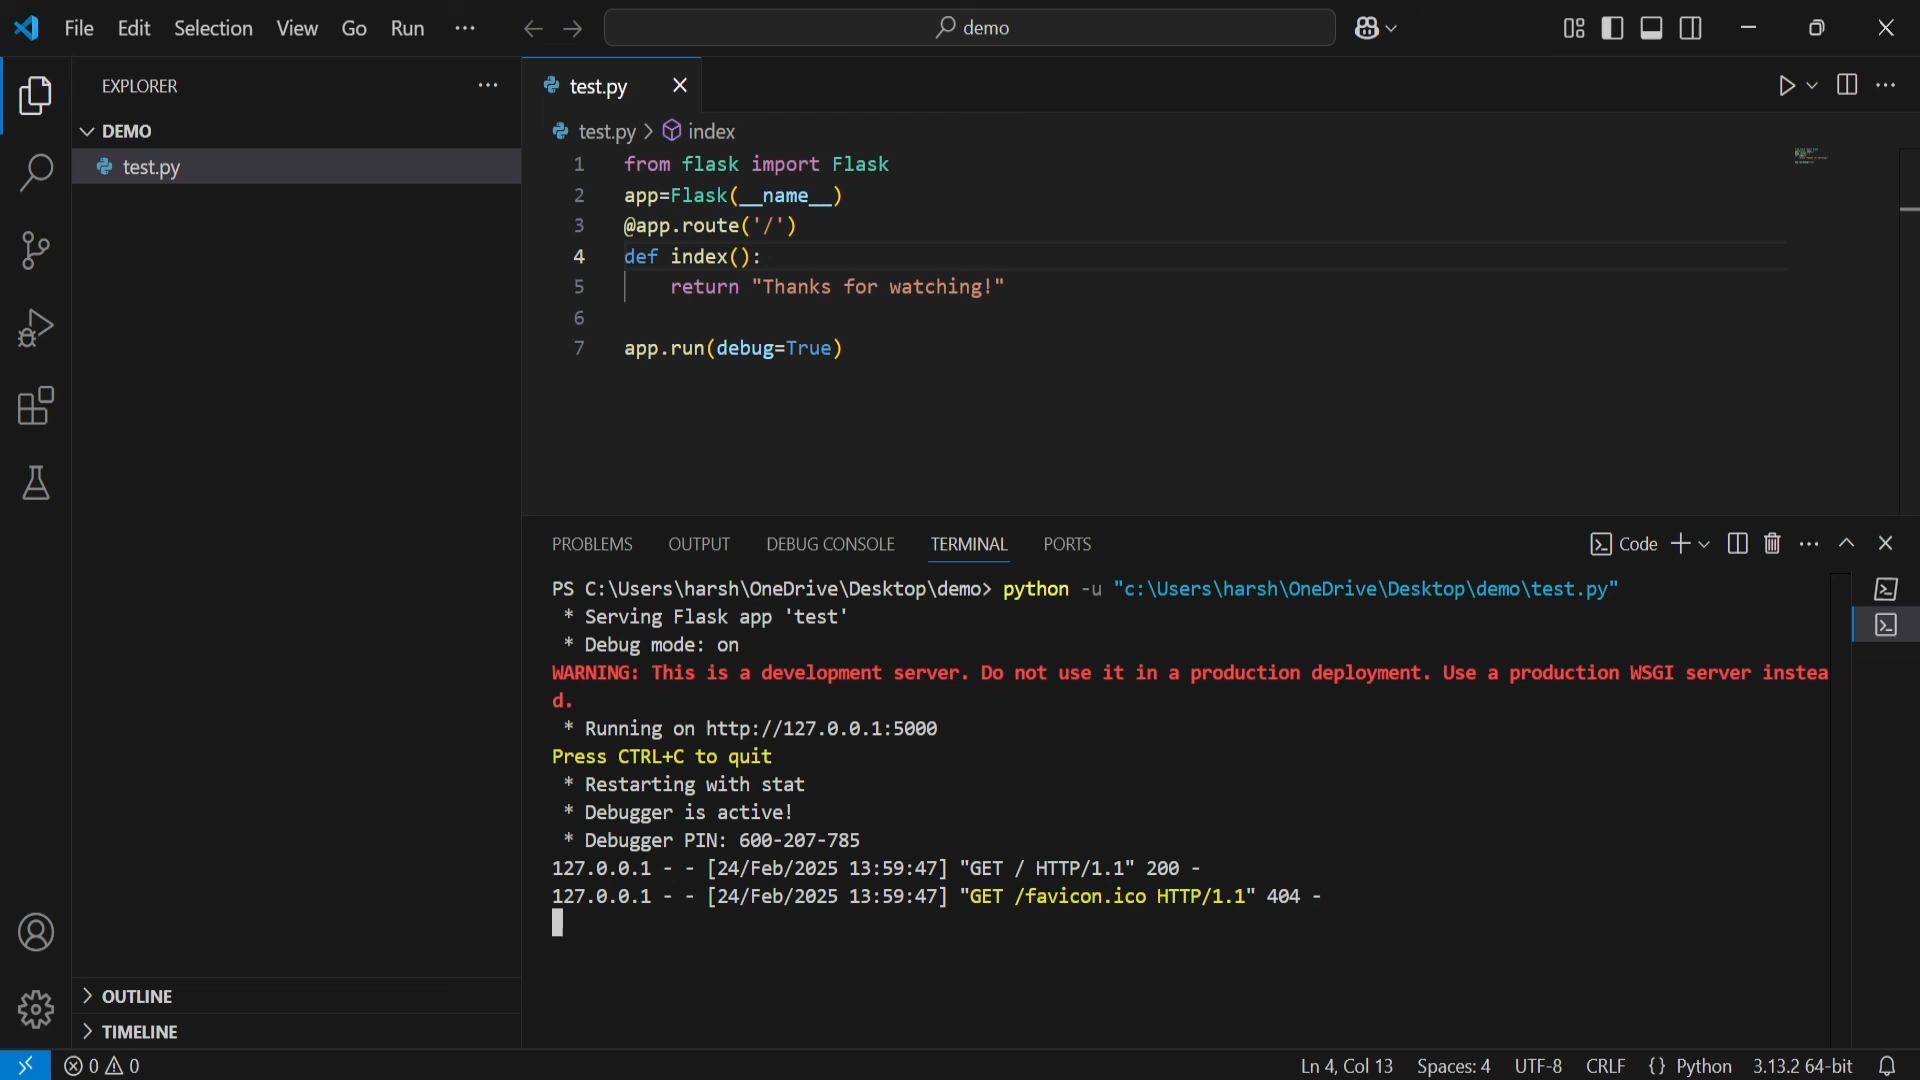 File Edit Selection View Go Run ··· demo
EXPLORER ···
DEMO
test.py
OUTLINE
TIMELINE
test.py
test.py > index
1 from flask import Flask
2 app=Flask(__name__)
3 @app.route('/')
4 def index():
5     return "Thanks for watching!"
6
7 app.run(debug=True)
PROBLEMS OUTPUT DEBUG CONSOLE TERMINAL PORTS Code
PS C:\Users\harsh\OneDrive\Desktop\demo> python -u "c:\Users\harsh\OneDrive\Desktop\demo\test.py"
 * Serving Flask app 'test'
 * Debug mode: on
WARNING: This is a development server. Do not use it in a production deployment. Use a production WSGI server instea
d.
 * Running on http://127.0.0.1:5000
Press CTRL+C to quit
 * Restarting with stat
 * Debugger is active!
 * Debugger PIN: 600-207-785
127.0.0.1 - - [24/Feb/2025 13:59:47] "GET / HTTP/1.1" 200 -
127.0.0.1 - - [24/Feb/2025 13:59:47] "GET /favicon.ico HTTP/1.1" 404 -
0 0 Ln 4, Col 13 Spaces: 4 UTF-8 CRLF {} Python 3.13.2 64-bit